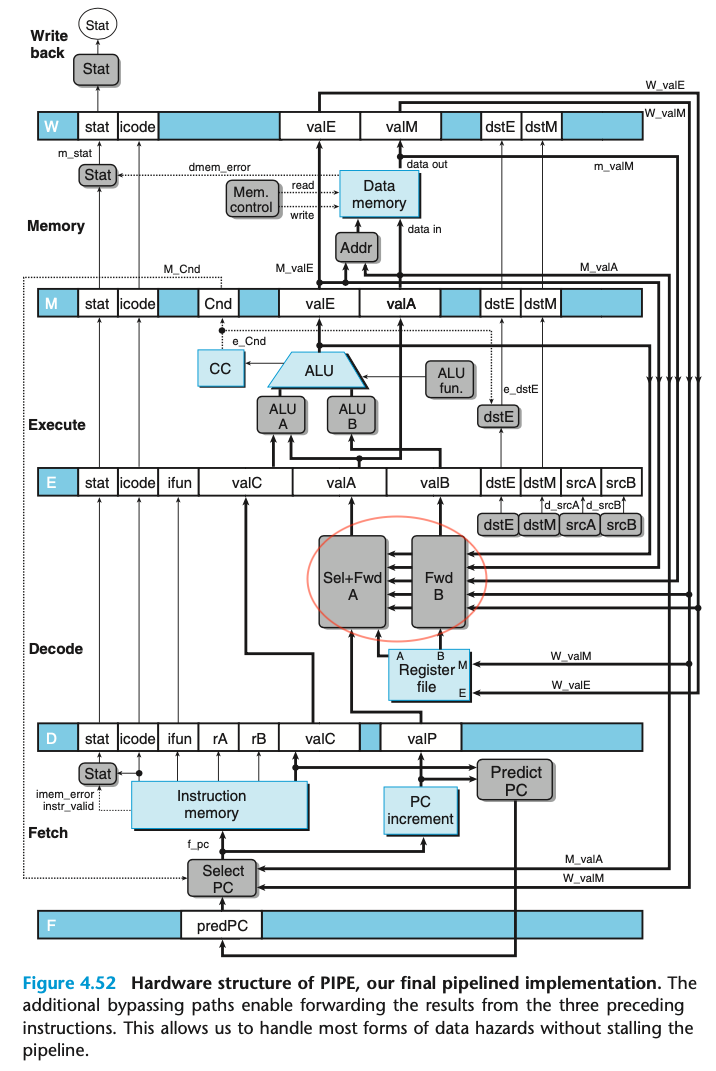 Stat
Write
back
Stat
W_valE
W_valM
W stat icode valE valM dstE dstM
m_stat
Stat
dmem_error
data out
m_valM
Mem.
control
read
write
Data
memory
Memory
data in
Addr
M_Cnd
M_valE
M_valA
M stat icode Cnd valE valA dstE dstM
e_Cnd
CC
ALU
ALU
fun.
e_dstE
ALU
A
ALU
B
dstE
Execute
E stat icode ifun valC valA valB dstE dstM srcA srcB
d_srcA d_srcB
dstE dstM srcA srcB
Sel+Fwd
A
Fwd
B
Decode
A B
Register
file
M
E
W_valM
W_valE
D stat icode ifun rA rB valC valP
Stat
imem_error
instr_valid
Instruction
memory
PC
increment
Predict
PC
Fetch
f_pc
Select
PC
M_valA
W_valM
F predPC
Figure 4.52 Hardware structure of PIPE, our final pipelined implementation. The
additional bypassing paths enable forwarding the results from the three preceding
instructions. This allows us to handle most forms of data hazards without stalling the
pipeline.